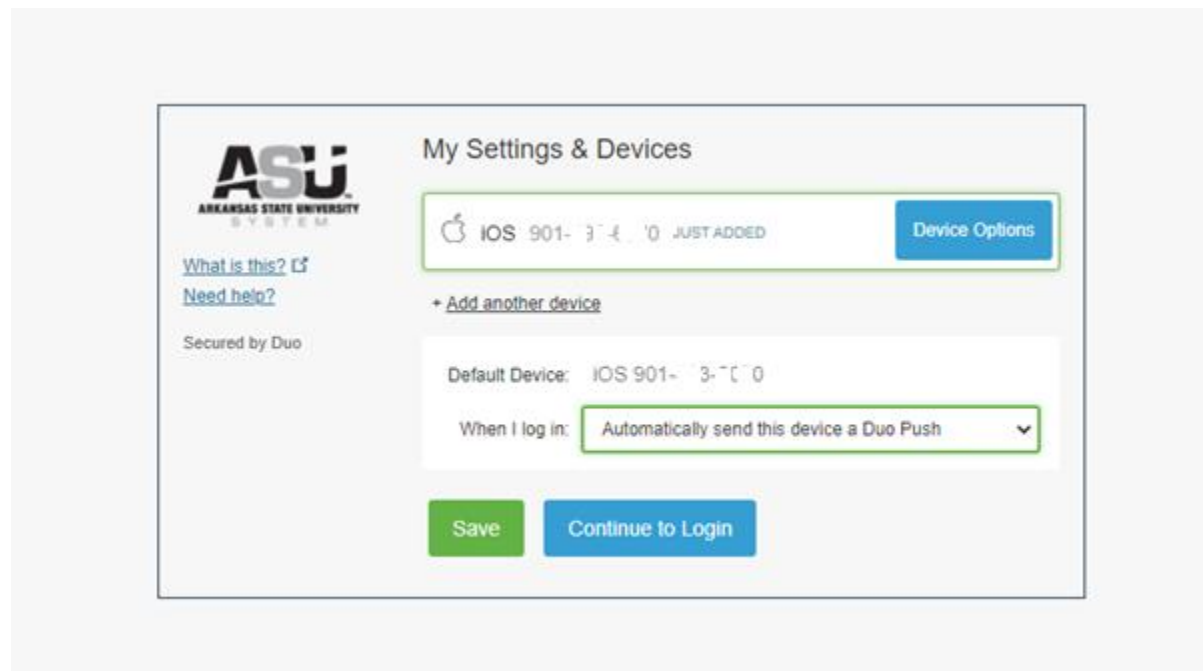 ASU
ARKANSAS STATE UNIVERSITY
SYSTEM
What is this?
Need help?
Secured by Duo
My Settings & Devices
iOS 901- JUST ADDED
Device Options
+ Add another device
Default Device: iOS 901-
When I log in: Automatically send this device a Duo Push
Save
Continue to Login